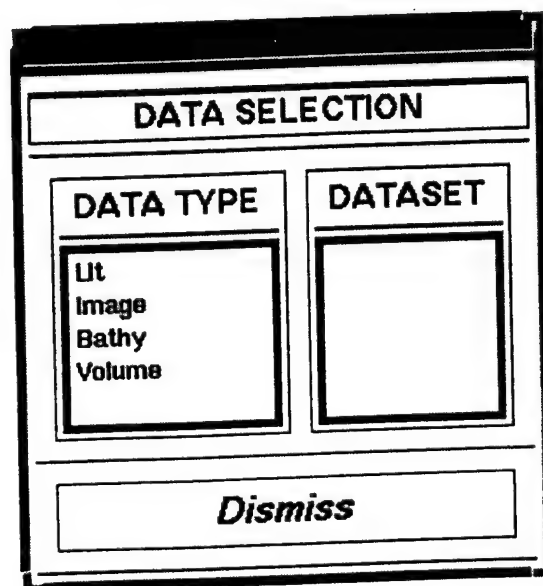 DATA SELECTION
DATA TYPE
Lit
Image
Bathy
Volume
DATASET
Dismiss